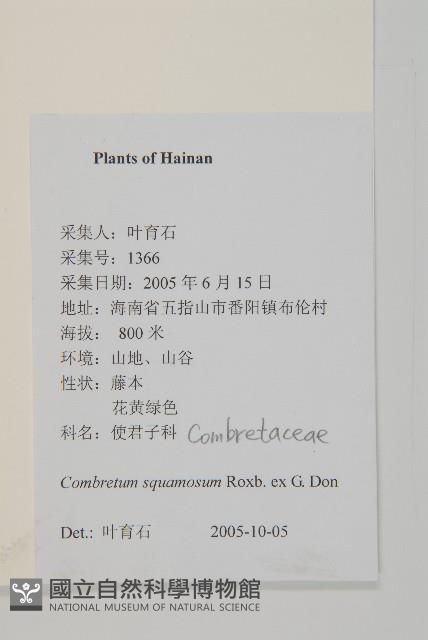 Plants of Hainan
采集人：叶育石
采集号：1366
采集日期：2005 年 6 月 15 日
地址：海南省五指山市番阳镇布伦村
海拔： 800 米
环境：山地、山谷
性状：藤本
花黄绿色
科名：使君子科 Combretaceae
Combretum squamosum Roxb. ex G. Don
Det.: 叶育石 2005-10-05
國立自然科學博物館
NATIONAL MUSEUM OF NATURAL SCIENCE